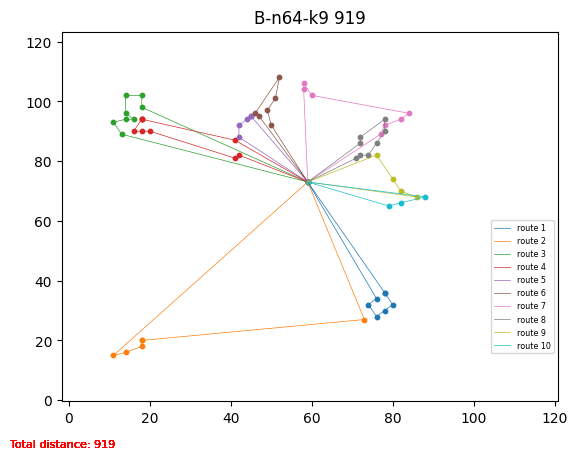 B-n64-k9 919
120
100
80
60
40
20
0
0 20 40 60 80 100 120
route 1
route 2
route 3
route 4
route 5
route 6
route 7
route 8
route 9
route 10
Total distance: 919